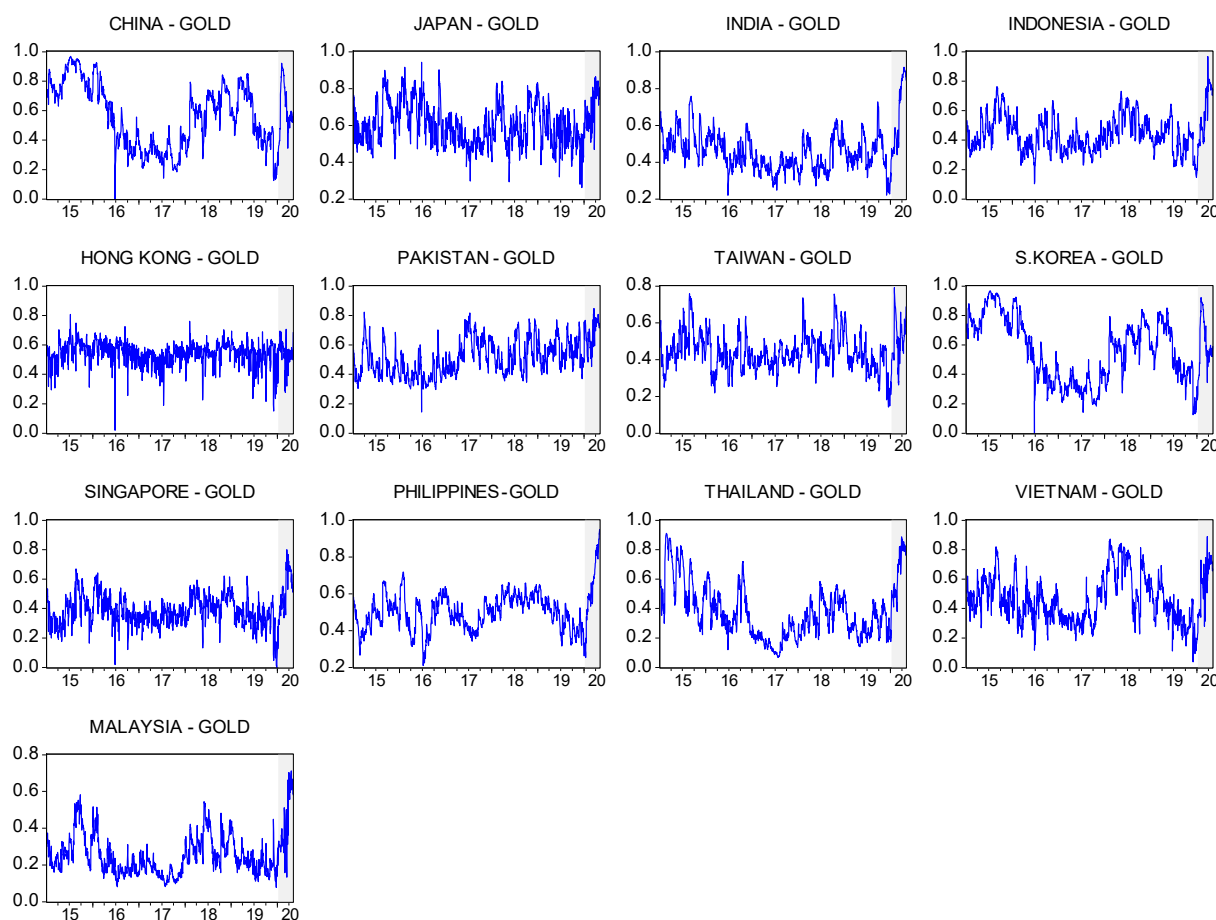 CHINA - GOLD
1.0
0.8
0.6
0.4
0.2
0.0
15 16 17 18 19 20
JAPAN - GOLD
1.0
0.8
0.6
0.4
0.2
15 16 17 18 19 20
INDIA - GOLD
1.0
0.8
0.6
0.4
0.2
15 16 17 18 19 20
INDONESIA - GOLD
1.0
0.8
0.6
0.4
0.2
0.0
15 16 17 18 19 20
HONG KONG - GOLD
1.0
0.8
0.6
0.4
0.2
0.0
15 16 17 18 19 20
PAKISTAN - GOLD
1.0
0.8
0.6
0.4
0.2
0.0
15 16 17 18 19 20
TAIWAN - GOLD
0.8
0.6
0.4
0.2
0.0
15 16 17 18 19 20
S.KOREA - GOLD
1.0
0.8
0.6
0.4
0.2
0.0
15 16 17 18 19 20
SINGAPORE - GOLD
1.0
0.8
0.6
0.4
0.2
0.0
15 16 17 18 19 20
PHILIPPINES-GOLD
1.0
0.8
0.6
0.4
0.2
15 16 17 18 19 20
THAILAND - GOLD
1.0
0.8
0.6
0.4
0.2
0.0
15 16 17 18 19 20
VIETNAM - GOLD
1.0
0.8
0.6
0.4
0.2
0.0
15 16 17 18 19 20
MALAYSIA - GOLD
0.8
0.6
0.4
0.2
0.0
15 16 17 18 19 20